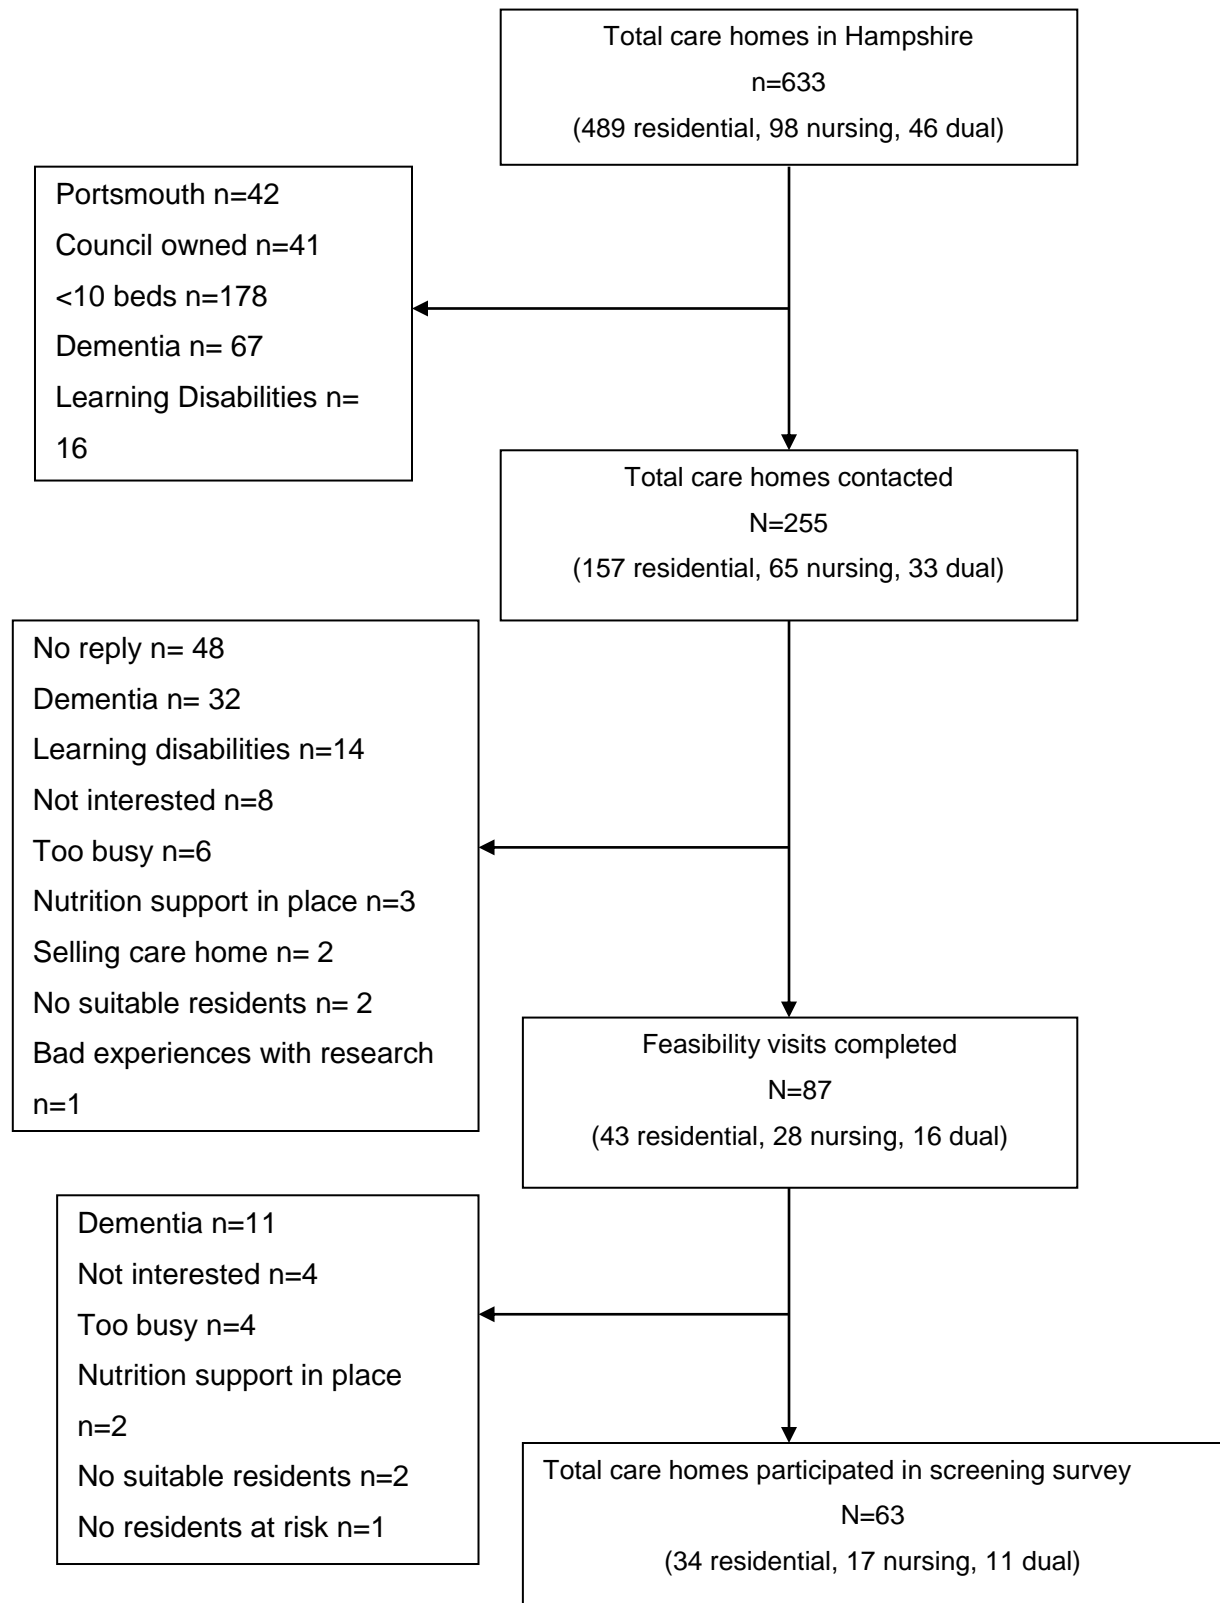 Total care homes in Hampshire
n=633
(489 residential, 98 nursing, 46 dual)
Portsmouth n=42
Council owned n=41
<10 beds n=178
Dementia n= 67
Learning Disabilities n=
16
Total care homes contacted
N=255
(157 residential, 65 nursing, 33 dual)
No reply n= 48
Dementia n= 32
Learning disabilities n=14
Not interested n=8
Too busy n=6
Nutrition support in place n=3
Selling care home n= 2
No suitable residents n= 2
Bad experiences with research
n=1
Feasibility visits completed
N=87
(43 residential, 28 nursing, 16 dual)
Dementia n=11
Not interested n=4
Too busy n=4
Nutrition support in place
n=2
No suitable residents n=2
No residents at risk n=1
Total care homes participated in screening survey
N=63
(34 residential, 17 nursing, 11 dual)